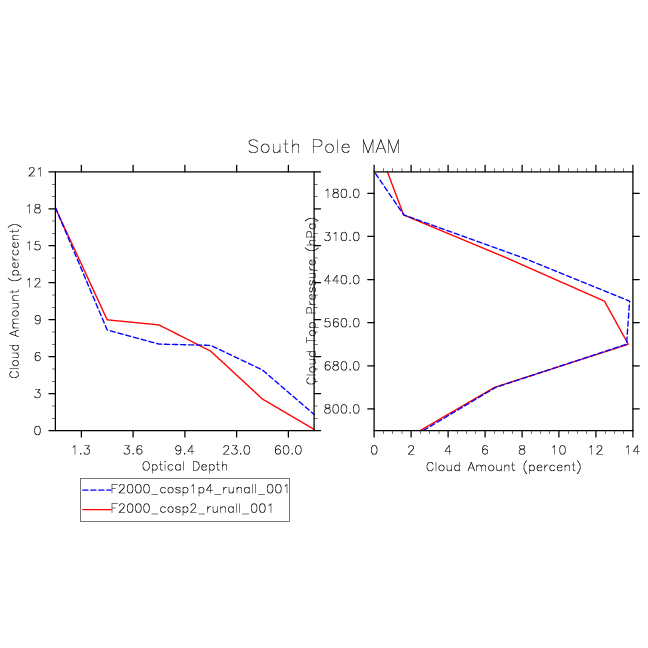 South Pole MAM
Cloud Amount (percent)
21
18
15
12
9
6
3
0
1.3 3.6 9.4 23.0 60.0
Optical Depth
Cloud Top Pressure (hPa)
180.0
310.0
440.0
560.0
680.0
800.0
0 2 4 6 8 10 12 14
Cloud Amount (percent)
F2000_cosp1p4_runall_001
F2000_cosp2_runall_001